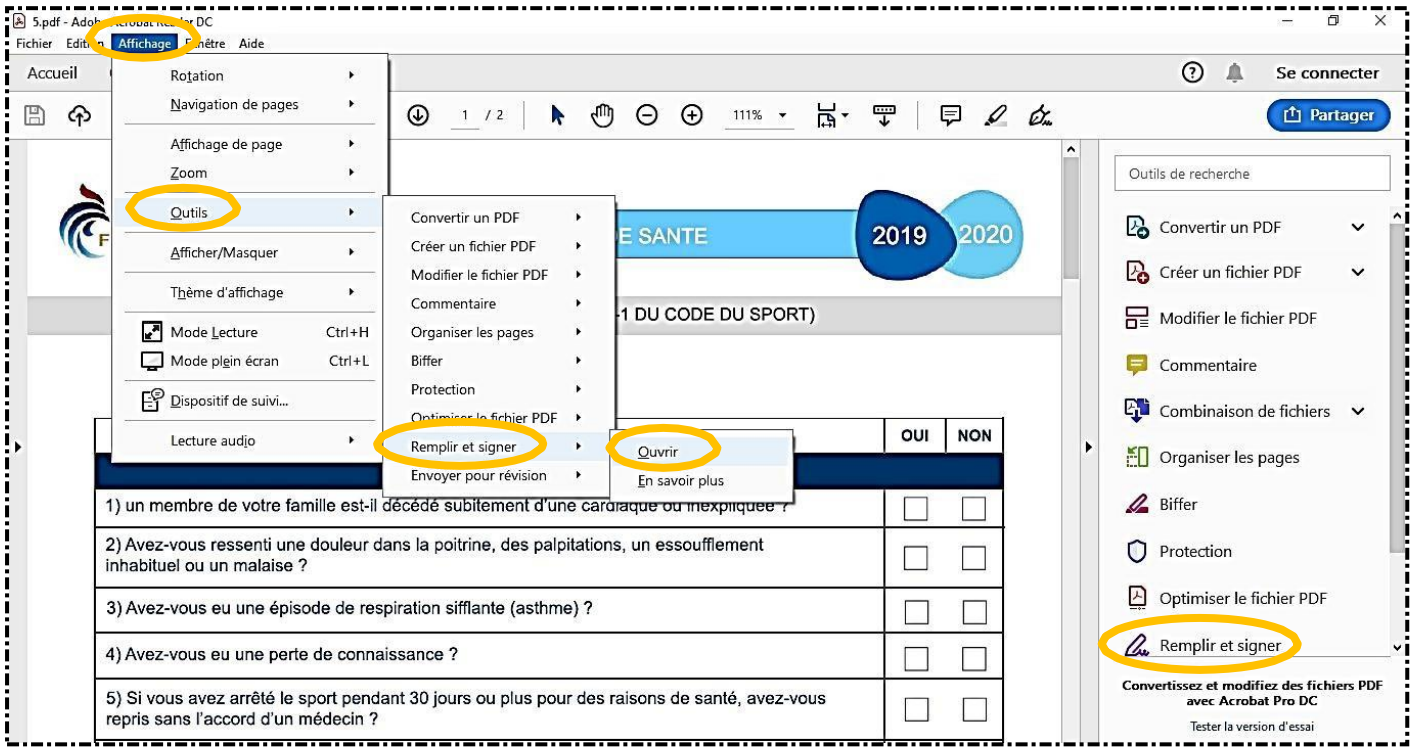 5.pdf - Adobe Acrobat Reader DC
Fichier Edition Affichage Fenêtre Aide
Accueil
Se connecter
1 / 2
111%
Partager
Rotation
Navigation de pages
Affichage de page
Zoom
Outils
Afficher/Masquer
Thème d'affichage
Mode Lecture Ctrl+H
Mode plein écran Ctrl+L
Dispositif de suivi...
Lecture audio
Convertir un PDF
Créer un fichier PDF
Modifier le fichier PDF
Commentaire
Organiser les pages
Biffer
Protection
Optimiser le fichier PDF
Remplir et signer
Envoyer pour révision
Ouvrir
En savoir plus
F
E SANTE
2019 2020
-1 DU CODE DU SPORT)
OUI NON
1) un membre de votre famille est-il décédé subitement d'une cardiaque ou inexpliquée ?
2) Avez-vous ressenti une douleur dans la poitrine, des palpitations, un essoufflement
inhabituel ou un malaise ?
3) Avez-vous eu une épisode de respiration sifflante (asthme) ?
4) Avez-vous eu une perte de connaissance ?
5) Si vous avez arrêté le sport pendant 30 jours ou plus pour des raisons de santé, avez-vous
repris sans l'accord d'un médecin ?
Outils de recherche
Convertir un PDF
Créer un fichier PDF
Modifier le fichier PDF
Commentaire
Combinaison de fichiers
Organiser les pages
Biffer
Protection
Optimiser le fichier PDF
Remplir et signer
Convertissez et modifiez des fichiers PDF
avec Acrobat Pro DC
Tester la version d'essai